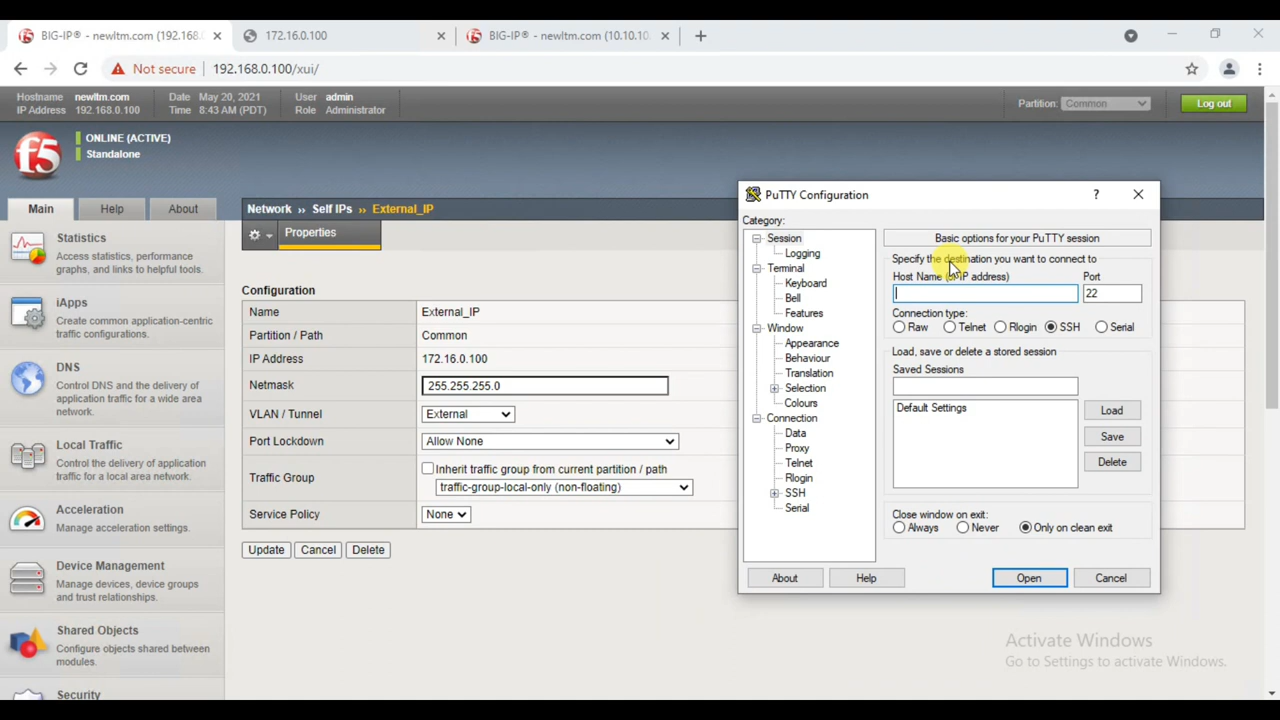 BIG-IP® - newltm.com (192.168.
172.16.0.100
BIG-IP® - newltm.com (10.10.10.
Not secure
192.168.0.100/xui/
Hostname newltm.com
IP Address 192.168.0.100
Date May 20, 2021
Time 8:43 AM (PDT)
User admin
Role Administrator
Partition: Common
Log out
f5
ONLINE (ACTIVE)
Standalone
Main
Help
About
Network ›› Self IPs ›› External_IP
Properties
Statistics
Access statistics, performance
graphs, and links to helpful tools.
iApps
Create common application-centric
traffic configurations.
DNS
Control DNS and the delivery of
application traffic for a wide area
network.
Local Traffic
Control the delivery of application
traffic for a local area network.
Acceleration
Manage acceleration settings.
Device Management
Manage devices, device groups
and trust relationships.
Shared Objects
Configure objects shared between
modules.
Security
Configuration
Name External_IP
Partition / Path Common
IP Address 172.16.0.100
Netmask 255.255.255.0
VLAN / Tunnel External
Port Lockdown Allow None
Traffic Group
Inherit traffic group from current partition / path
traffic-group-local-only (non-floating)
Service Policy None
Update Cancel Delete
PuTTY Configuration
?
Category:
Session
Logging
Terminal
Keyboard
Bell
Features
Window
Appearance
Behaviour
Translation
Selection
Colours
Connection
Data
Proxy
Telnet
Rlogin
SSH
Serial
Basic options for your PuTTY session
Specify the destination you want to connect to
Host Name (or IP address) Port
22
Connection type:
Raw Telnet Rlogin SSH Serial
Load, save or delete a stored session
Saved Sessions
Default Settings
Load
Save
Delete
Close window on exit:
Always Never Only on clean exit
About Help Open Cancel
Activate Windows
Go to Settings to activate Windows.